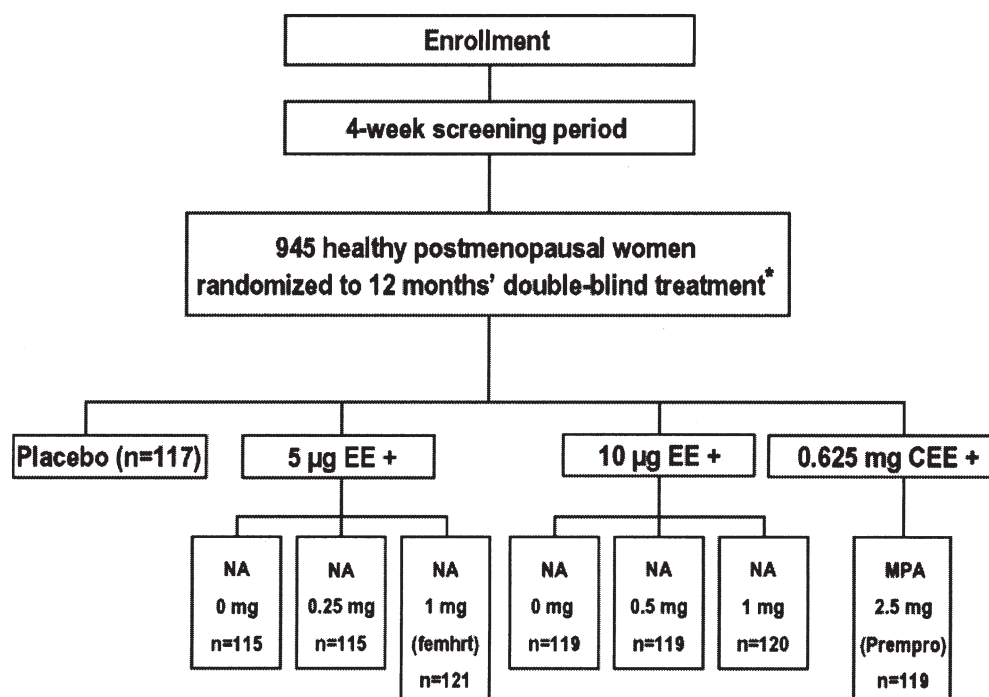 Enrollment
4-week screening period
945 healthy postmenopausal women
randomized to 12 months' double-blind treatment*
Placebo (n=117)
5 µg EE +
10 µg EE +
0.625 mg CEE +
NA
0 mg
n=115
NA
0.25 mg
n=115
NA
1 mg
(femhrt)
n=121
NA
0 mg
n=119
NA
0.5 mg
n=119
NA
1 mg
n=120
MPA
2.5 mg
(Prempro)
n=119